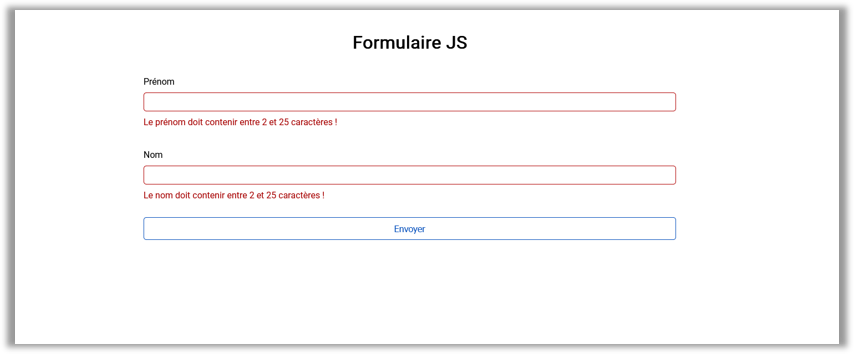 Formulaire JS
Prénom
Le prénom doit contenir entre 2 et 25 caractères !
Nom
Le nom doit contenir entre 2 et 25 caractères !
Envoyer